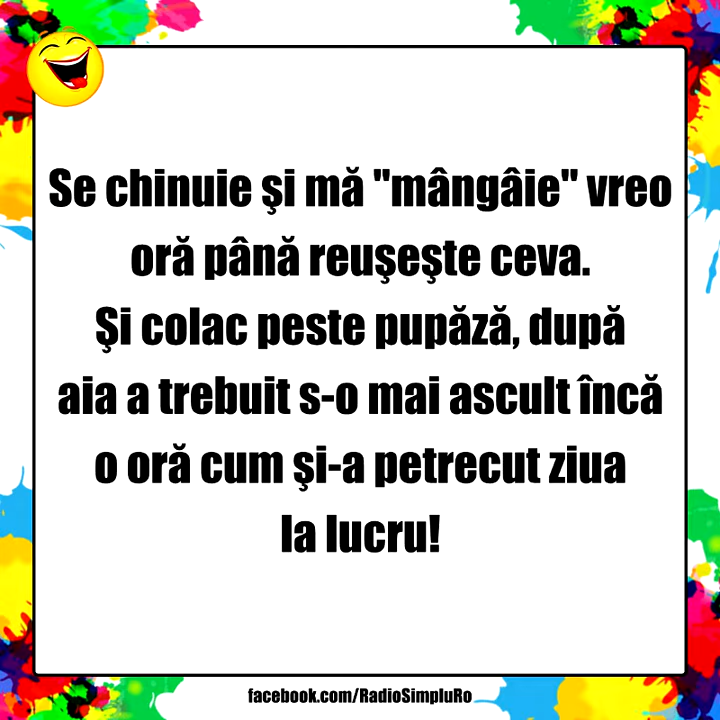 Se chinuie şi mă "mângâie" vreo
oră până reuşeşte ceva.
Şi colac peste pupăză, după
aia a trebuit s-o mai ascult încă
o oră cum şi-a petrecut ziua
la lucru!
facebook.com/RadioSimpluRo